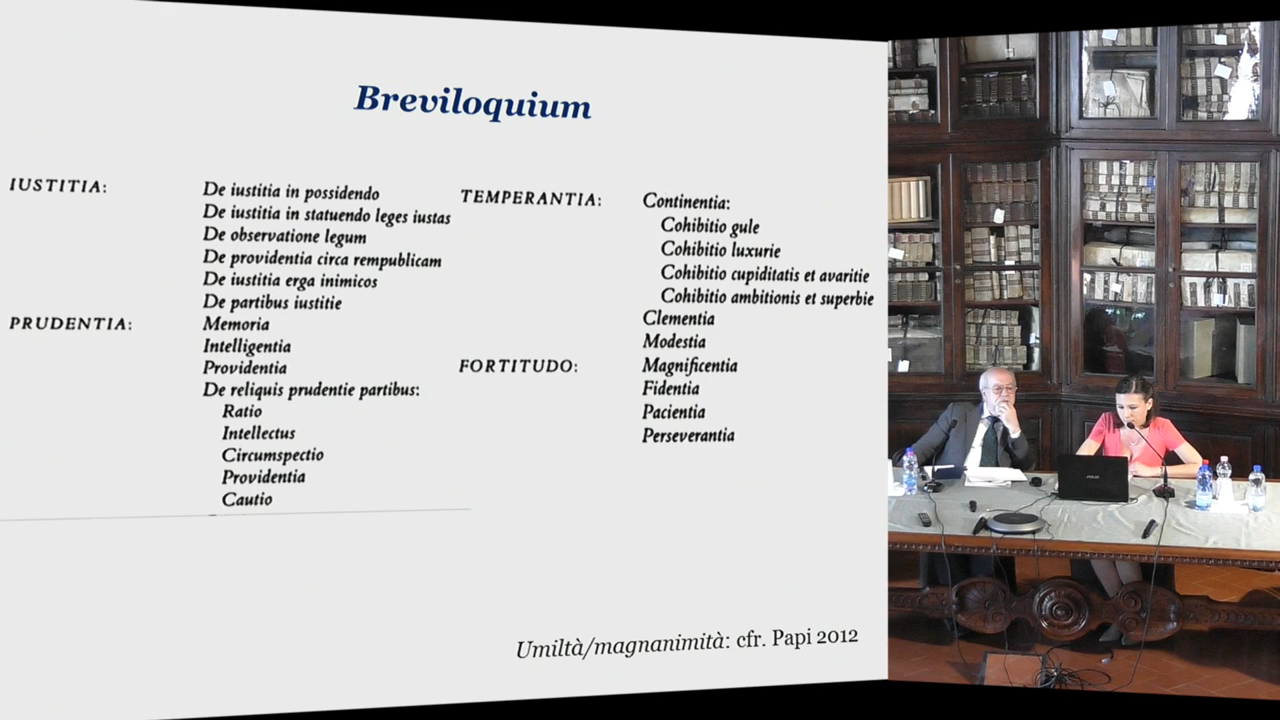 Breviloquium
IUSTITIA:
De iustitia in possidendo
De iustitia in statuendo leges iustas
De observatione legum
De providentia circa rempublicam
De iustitia erga inimicos
De partibus iustitie
PRUDENTIA:
Memoria
Intelligentia
Providentia
De reliquis prudentie partibus:
Ratio
Intellectus
Circumspectio
Providentia
Cautio
TEMPERANTIA:
Continentia:
Cohibitio gule
Cohibitio luxurie
Cohibitio cupiditatis et avaritie
Cohibitio ambitionis et superbie
Clementia
Modestia
FORTITUDO:
Magnificentia
Fidentia
Pacientia
Perseverantia
Umiltà/magnanimità: cfr. Papi 2012
ASUS